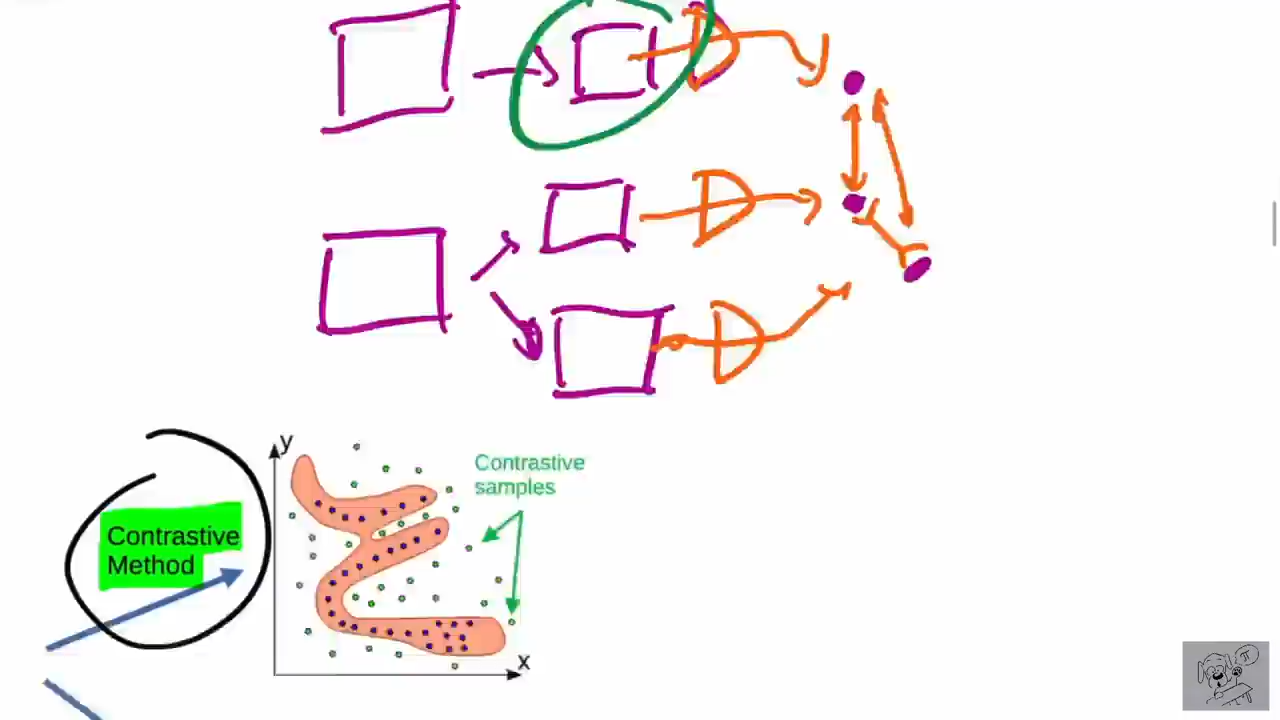 y
Contrastive
samples
Contrastive
Method
x
π